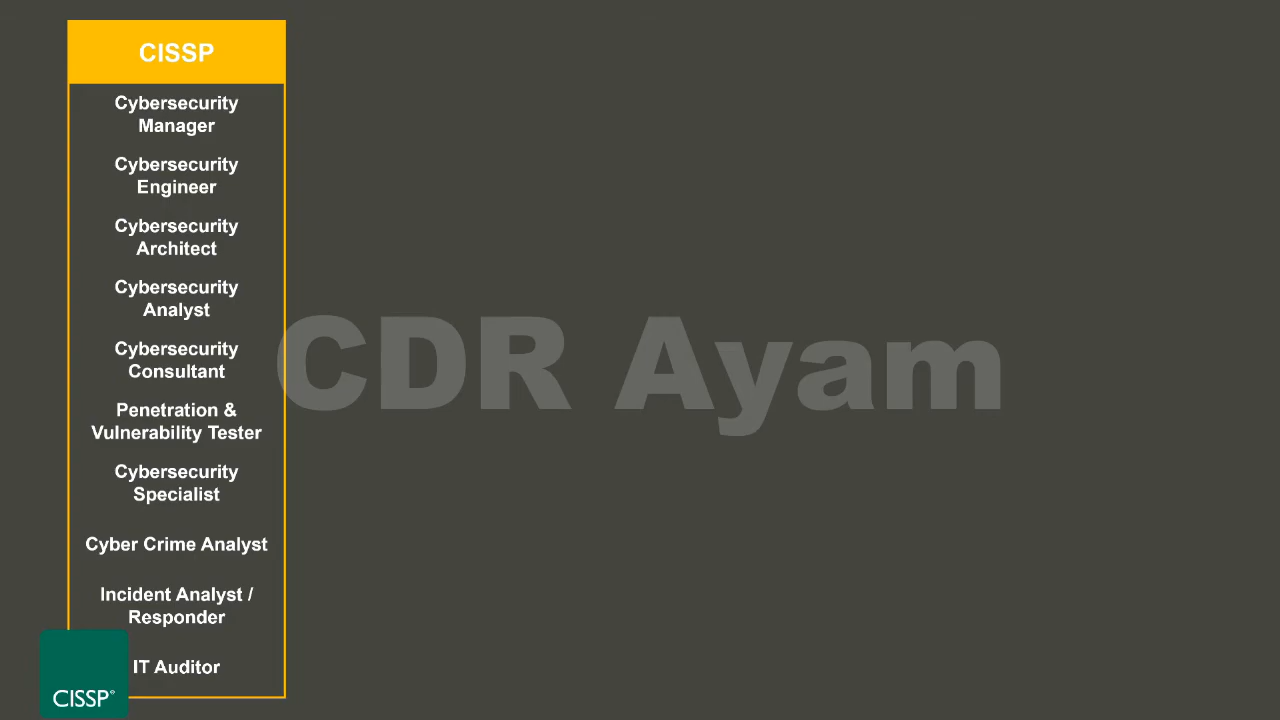 CISSP
Cybersecurity
Manager
Cybersecurity
Engineer
Cybersecurity
Architect
Cybersecurity
Analyst
Cybersecurity
Consultant
CDR Ayam
Penetration &
Vulnerability Tester
Cybersecurity
Specialist
Cyber Crime Analyst
Incident Analyst /
Responder
IT Auditor
CISSP®